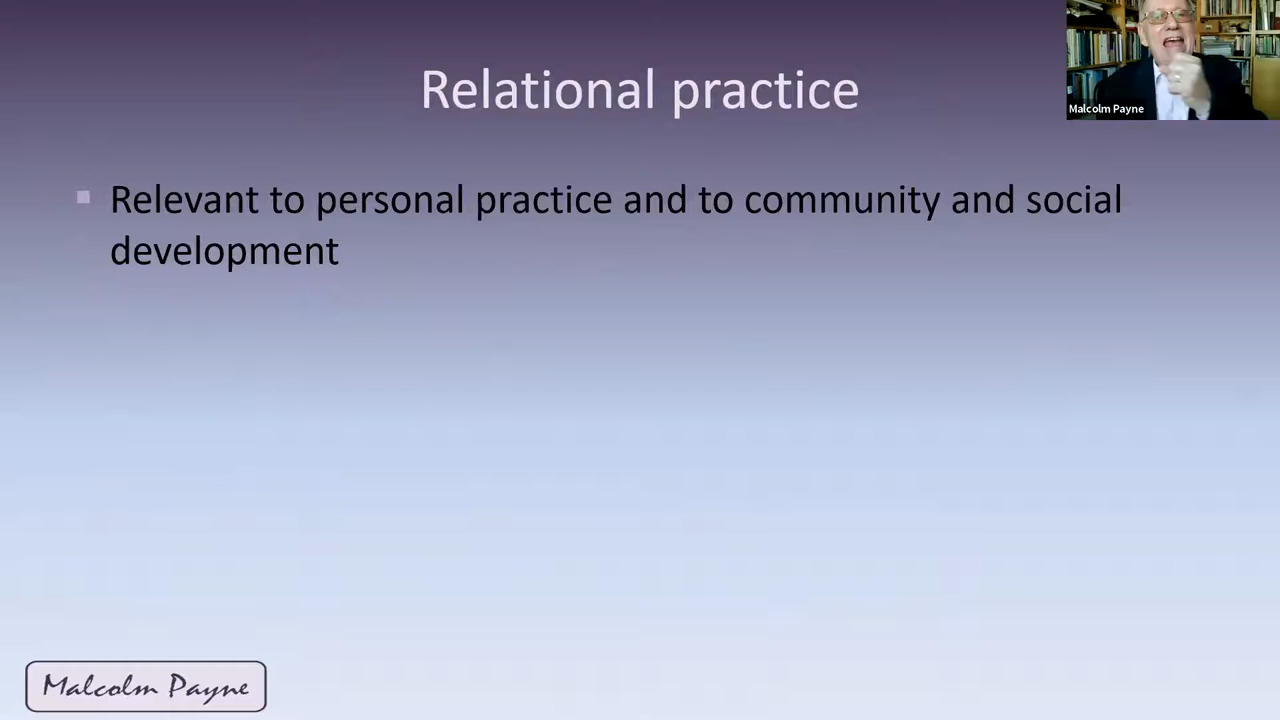 Relational practice
Malcolm Payne
Relevant to personal practice and to community and social
development
Malcolm Payne